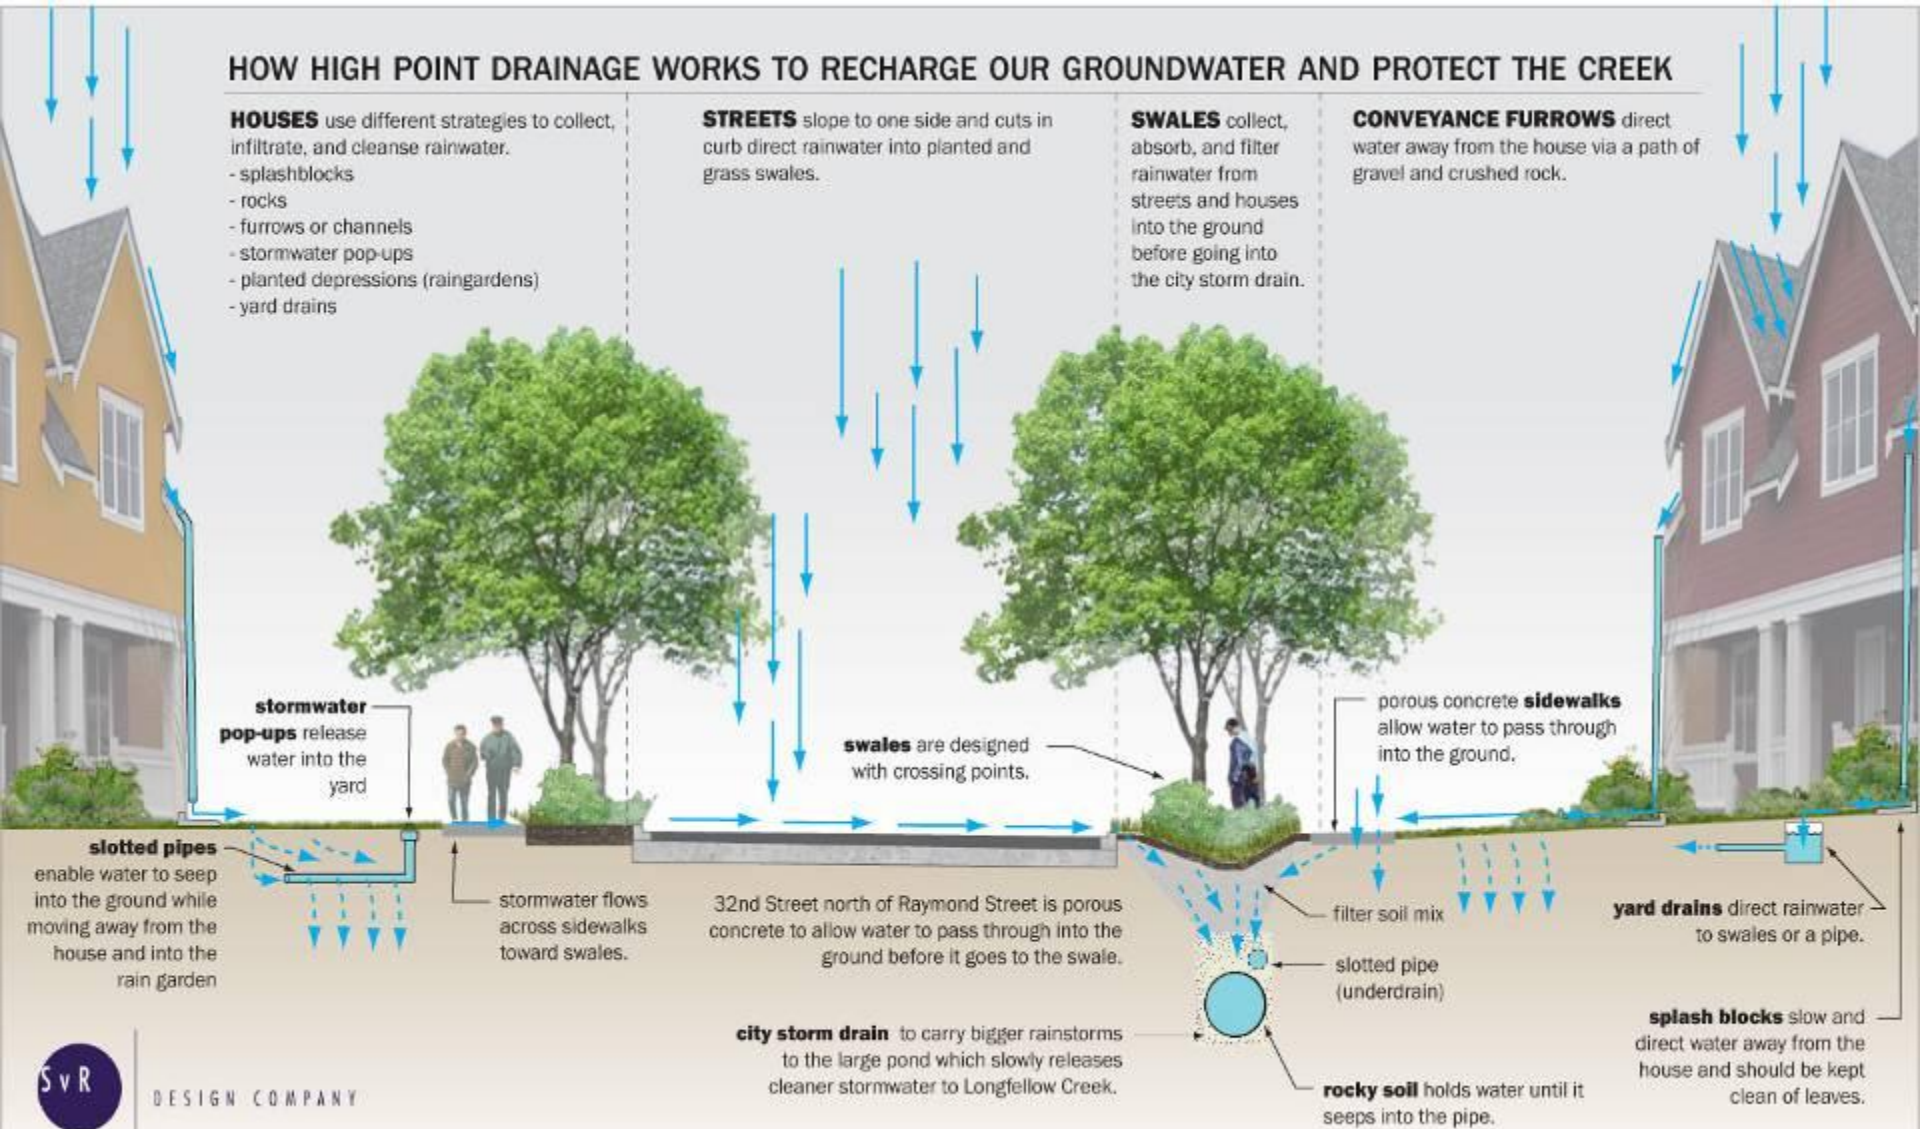 HOW HIGH POINT DRAINAGE WORKS TO RECHARGE OUR GROUNDWATER AND PROTECT THE CREEK
HOUSES use different strategies to collect,
infiltrate, and cleanse rainwater.
- splashblocks
- rocks
- furrows or channels
- stormwater pop-ups
- planted depressions (raingardens)
- yard drains
STREETS slope to one side and cuts in
curb direct rainwater into planted and
grass swales.
SWALES collect,
absorb, and filter
rainwater from
streets and houses
into the ground
before going into
the city storm drain.
CONVEYANCE FURROWS direct
water away from the house via a path of
gravel and crushed rock.
stormwater
pop-ups release
water into the
yard
swales are designed
with crossing points.
porous concrete sidewalks
allow water to pass through
into the ground.
slotted pipes
enable water to seep
into the ground while
moving away from the
house and into the
rain garden
stormwater flows
across sidewalks
toward swales.
32nd Street north of Raymond Street is porous
concrete to allow water to pass through into the
ground before it goes to the swale.
filter soil mix
slotted pipe
(underdrain)
yard drains direct rainwater
to swales or a pipe.
city storm drain to carry bigger rainstorms
to the large pond which slowly releases
cleaner stormwater to Longfellow Creek.
rocky soil holds water until it
seeps into the pipe.
splash blocks slow and
direct water away from the
house and should be kept
clean of leaves.
SvR
DESIGN COMPANY